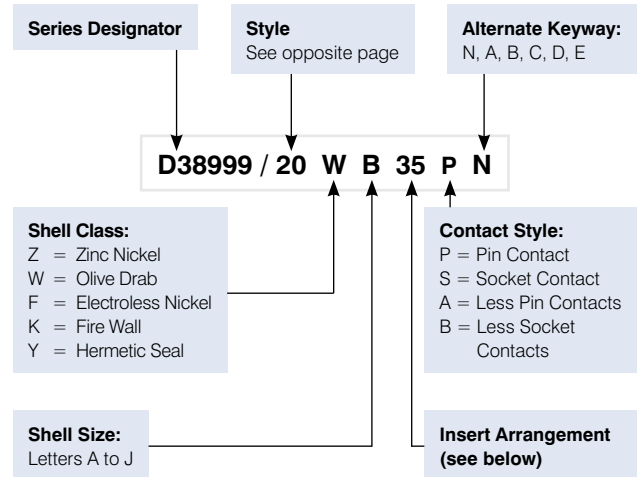 Series Designator
Style
See opposite page
Alternate Keyway:
N, A, B, C, D, E
D38999 / 20 W B 35 P N
Shell Class:
Z = Zinc Nickel
W = Olive Drab
F = Electroless Nickel
K = Fire Wall
Y = Hermetic Seal
Contact Style:
P = Pin Contact
S = Socket Contact
A = Less Pin Contacts
B = Less Socket
Contacts
Shell Size:
Letters A to J
Insert Arrangement
(see below)